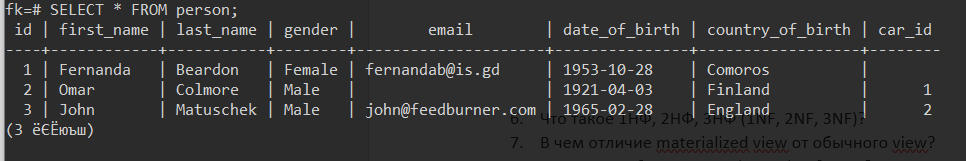 fk=# SELECT * FROM person;
 id | first_name | last_name | gender |        email        | date_of_birth | country_of_birth | car_id
----+------------+-----------+--------+---------------------+---------------+------------------+--------
  1 | Fernanda   | Beardon   | Female | fernandab@is.gd     | 1953-10-28    | Comoros          |
  2 | Omar       | Colmore   | Male   |                     | 1921-04-03    | Finland          |      1
  3 | John       | Matuschek | Male   | john@feedburner.com | 1965-02-28    | England          |      2
6. Что такое 1НФ, 2НФ, 3НФ (1NF, 2NF, 3NF)?
(3 ёЄЁюъш)
7. В чем отличие materialized view от обычного view?